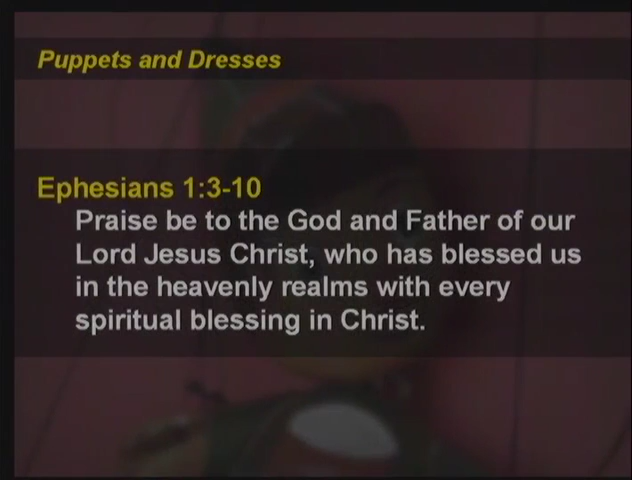 Puppets and Dresses
Ephesians 1:3-10
Praise be to the God and Father of our
Lord Jesus Christ, who has blessed us
in the heavenly realms with every
spiritual blessing in Christ.